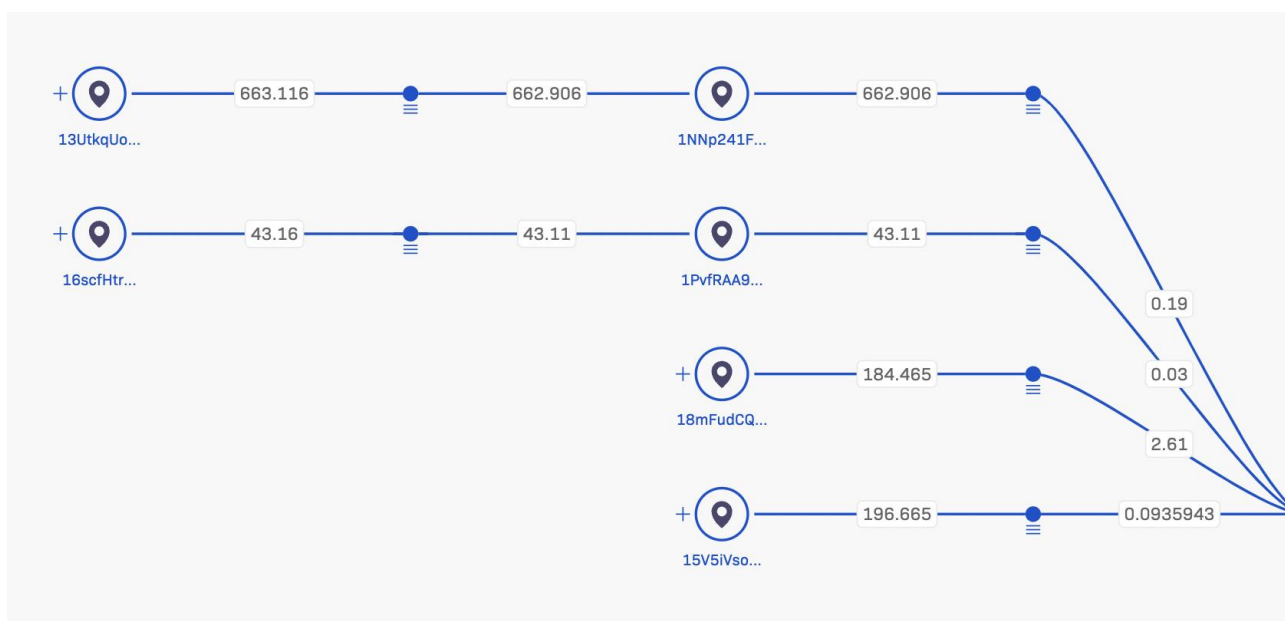 663.116 662.906 662.906
13UtkqUo... 1NNp241F...
43.16 43.11 43.11
16scfHtr... 1PvfRAA9...
0.19
184.465 0.03
18mFudCQ...
2.61
196.665 0.0935943
15V5iVso...